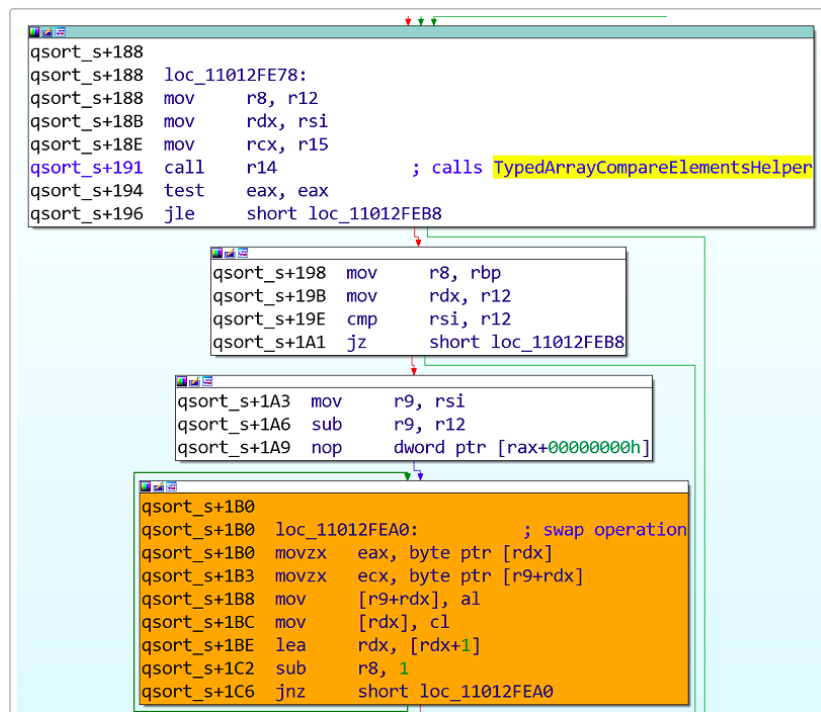 qsort_s+188
qsort_s+188 loc_11012FE78:
qsort_s+188 mov r8, r12
qsort_s+18B mov rdx, rsi
qsort_s+18E mov rcx, r15
qsort_s+191 call r14 ; calls TypedArrayCompareElementsHelper
qsort_s+194 test eax, eax
qsort_s+196 jle short loc_11012FEB8
qsort_s+198 mov r8, rbp
qsort_s+19B mov rdx, r12
qsort_s+19E cmp rsi, r12
qsort_s+1A1 jz short loc_11012FEB8
qsort_s+1A3 mov r9, rsi
qsort_s+1A6 sub r9, r12
qsort_s+1A9 nop dword ptr [rax+00000000h]
qsort_s+1B0
qsort_s+1B0 loc_11012FEA0: ; swap operation
qsort_s+1B0 movzx eax, byte ptr [rdx]
qsort_s+1B3 movzx ecx, byte ptr [r9+rdx]
qsort_s+1B8 mov [r9+rdx], al
qsort_s+1BC mov [rdx], cl
qsort_s+1BE lea rdx, [rdx+1]
qsort_s+1C2 sub r8, 1
qsort_s+1C6 jnz short loc_11012FEA0